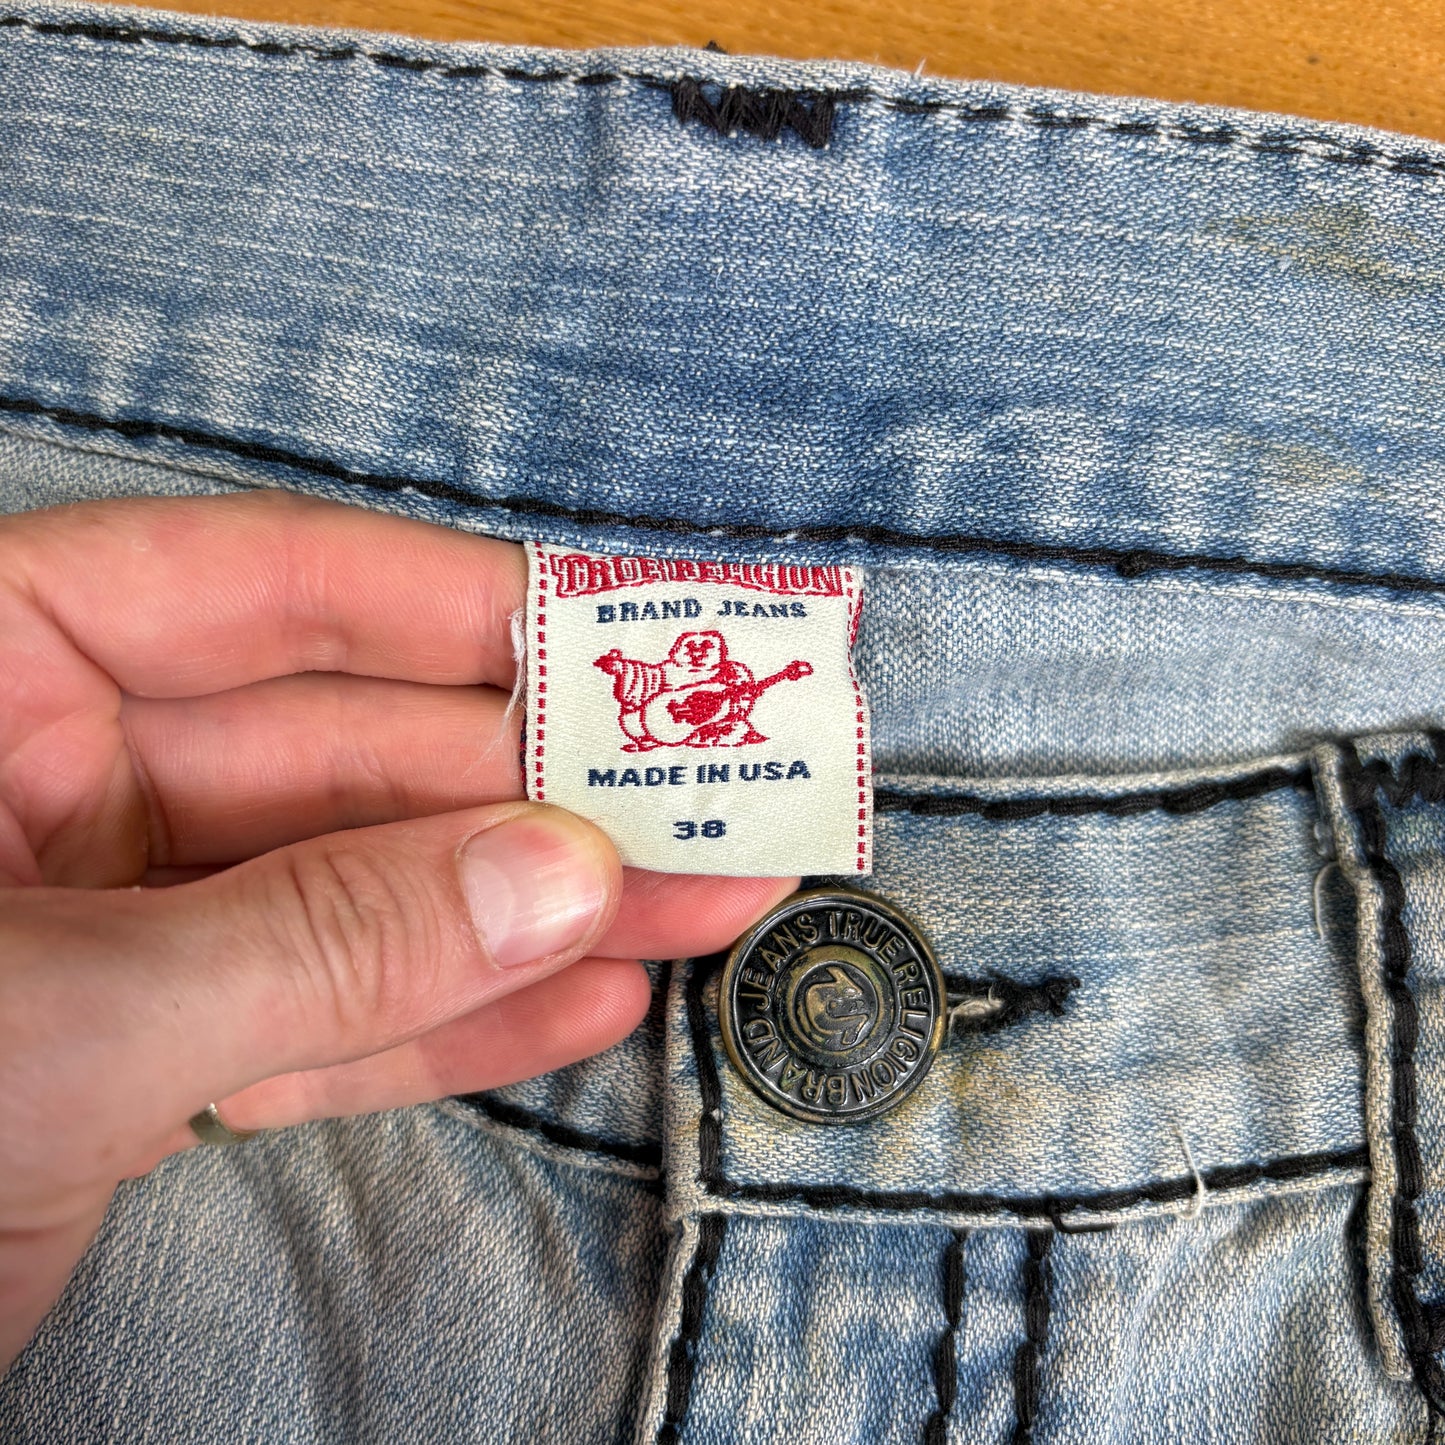 TRUE RELIGION
BRAND JEANS
MADE IN USA
38
TRUE RELIGION BRAND JEANS